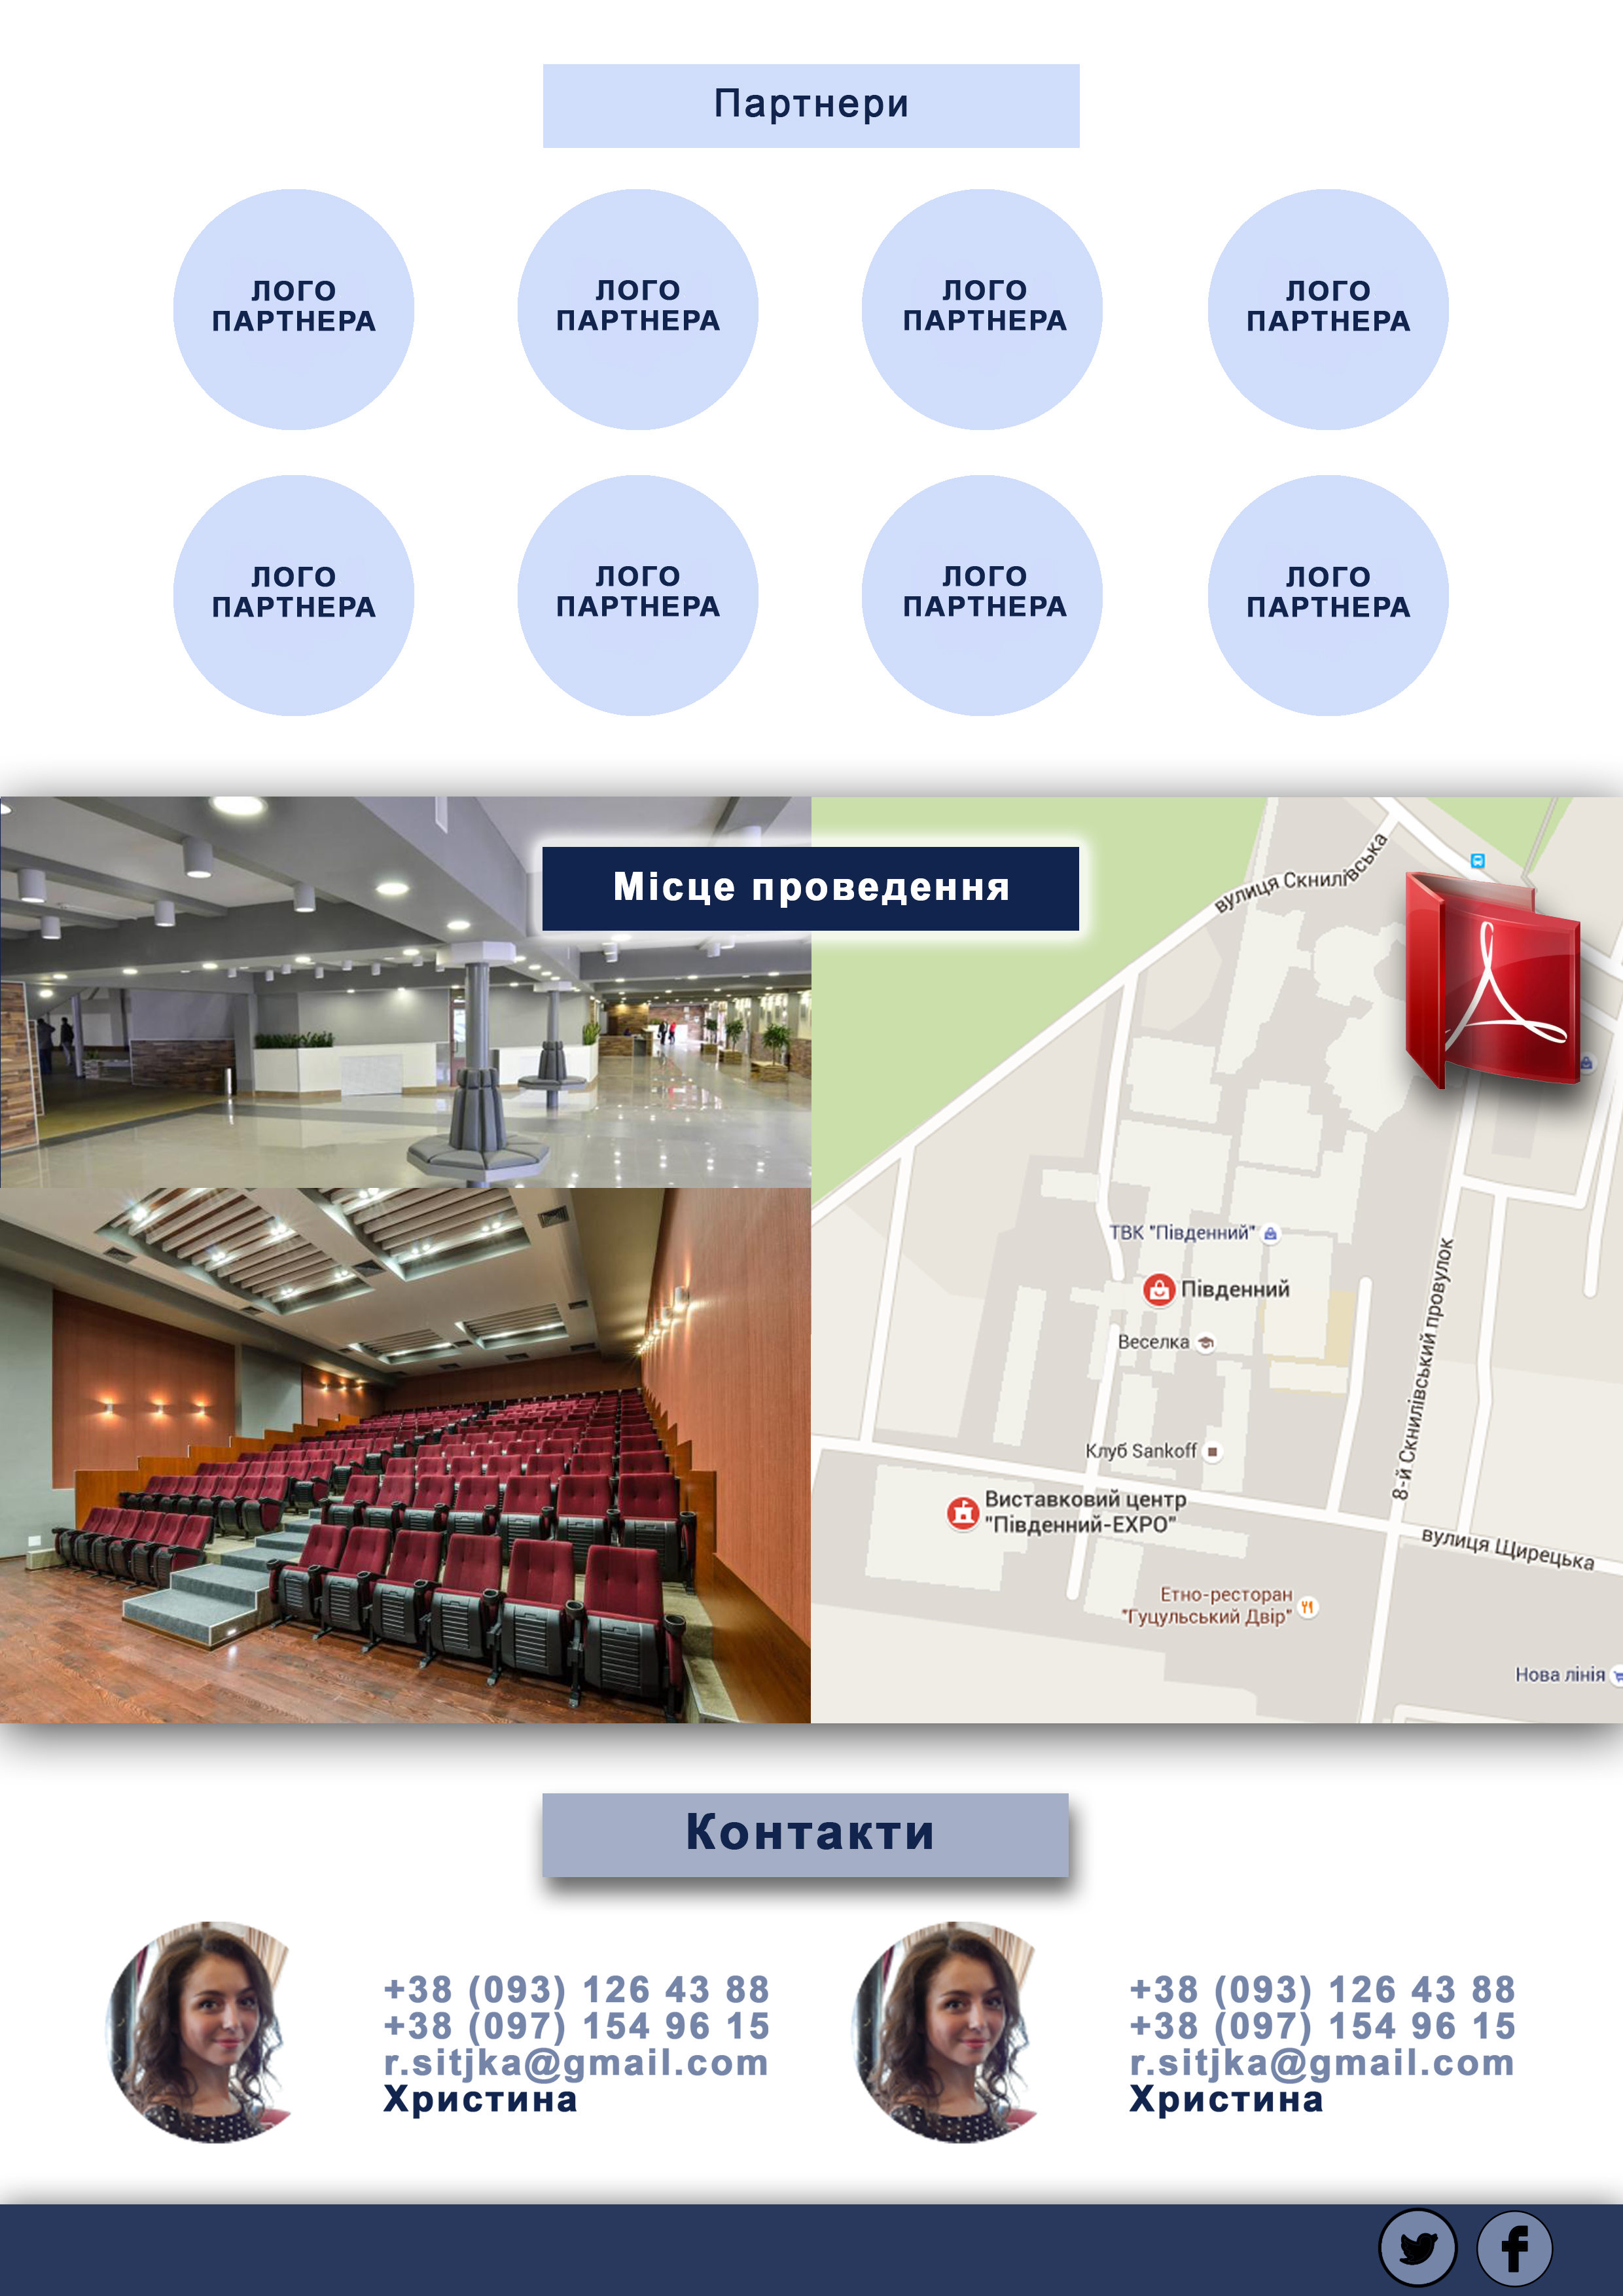 Партнери
ЛОГО
ПАРТНЕРА
ЛОГО
ПАРТНЕРА
ЛОГО
ПАРТНЕРА
ЛОГО
ПАРТНЕРА
ЛОГО
ПАРТНЕРА
ЛОГО
ПАРТНЕРА
ЛОГО
ПАРТНЕРА
ЛОГО
ПАРТНЕРА
Місце проведення
вулиця Скнилівська
ТВК "Південний"
Південний
Веселка
8-й Скнилівський провулок
Клуб Sankoff
Виставковий центр
"Південний-EXPO"
вулиця Щирецька
Етно-ресторан
"Гуцульський Двір"
Нова лінія
Контакти
+38 (093) 126 43 88
+38 (097) 154 96 15
r.sitjka@gmail.com
Христина
+38 (093) 126 43 88
+38 (097) 154 96 15
r.sitjka@gmail.com
Христина